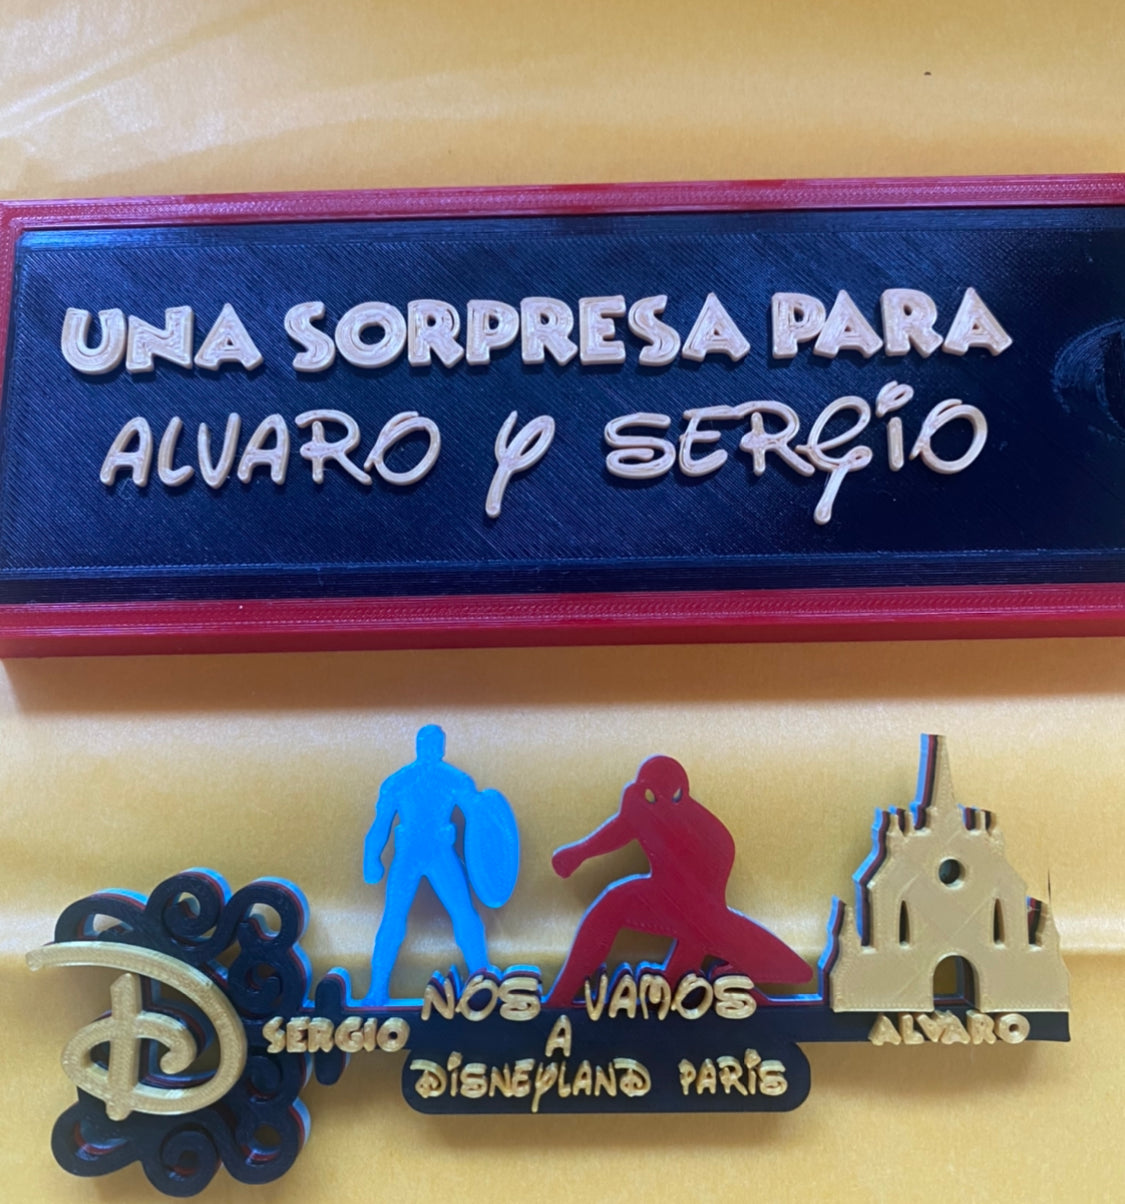 UNA SORPRESA PARA
ALVARO Y SERGIO
D
SERGIO
NOS VAMOS
A
DISNEYLAND PARIS
ALVARO